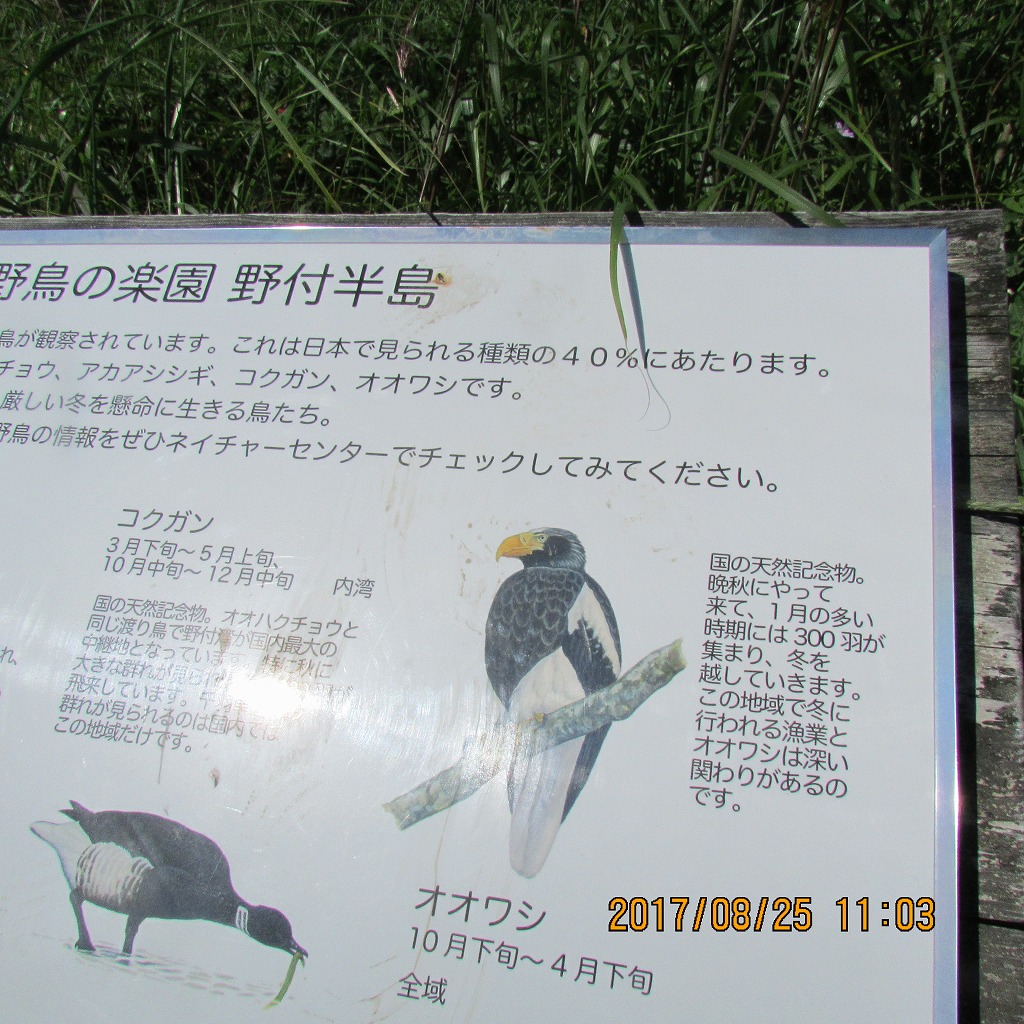 野鳥の楽園 野付半島
鳥が観察されています。これは日本で見られる種類の40%にあたります。
チョウ、アカアシシギ、コクガン、オオワシです。
厳しい冬を懸命に生きる鳥たち。
野鳥の情報をぜひネイチャーセンターでチェックしてみてください。
コクガン
3月下旬～5月上旬、
10月中旬～12月中旬 内湾
国の天然記念物。オオハクチョウと
同じ渡り鳥で野付 が国内最大の
中継地となっていま 特に秋に
大きな群れが見ら
飛来しています。
群れが見られるのは国内では
この地域だけです。
れ、
国の天然記念物。
晩秋にやって
来て、1月の多い
時期には300羽が
集まり、冬を
越していきます。
この地域で冬に
行われる漁業と
オオワシは深い
関わりがあるの
です。
オオワシ
10月下旬～4月下旬
全域
2017/08/25 11:03